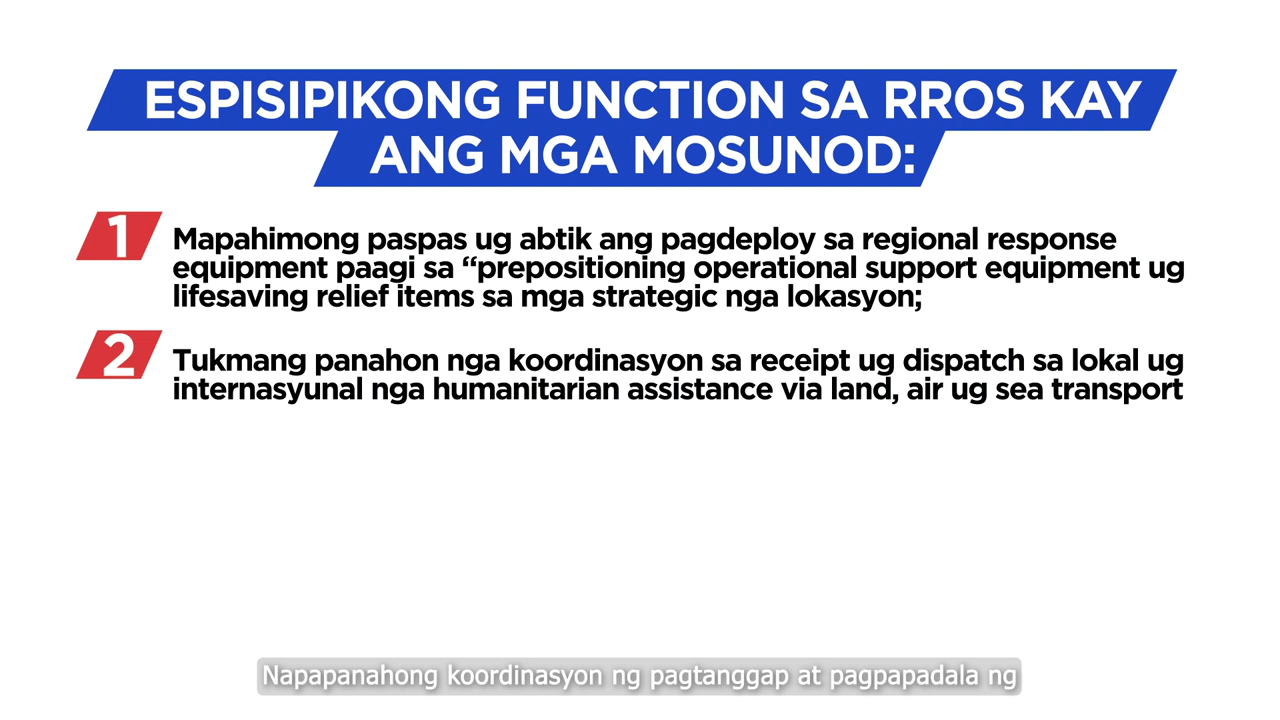 ESPISIPIKONG FUNCTION SA RROS KAY
ANG MGA MOSUNOD:
1
Mapahimong paspas ug abtik ang pagdeploy sa regional response
equipment paagi sa “prepositioning operational support equipment ug
lifesaving relief items sa mga strategic nga lokasyon;
2
Tukmang panahon nga koordinasyon sa receipt ug dispatch sa lokal ug
internasyunal nga humanitarian assistance via land, air ug sea transport
Napapanahong koordinasyon ng pagtanggap at pagpapadala ng